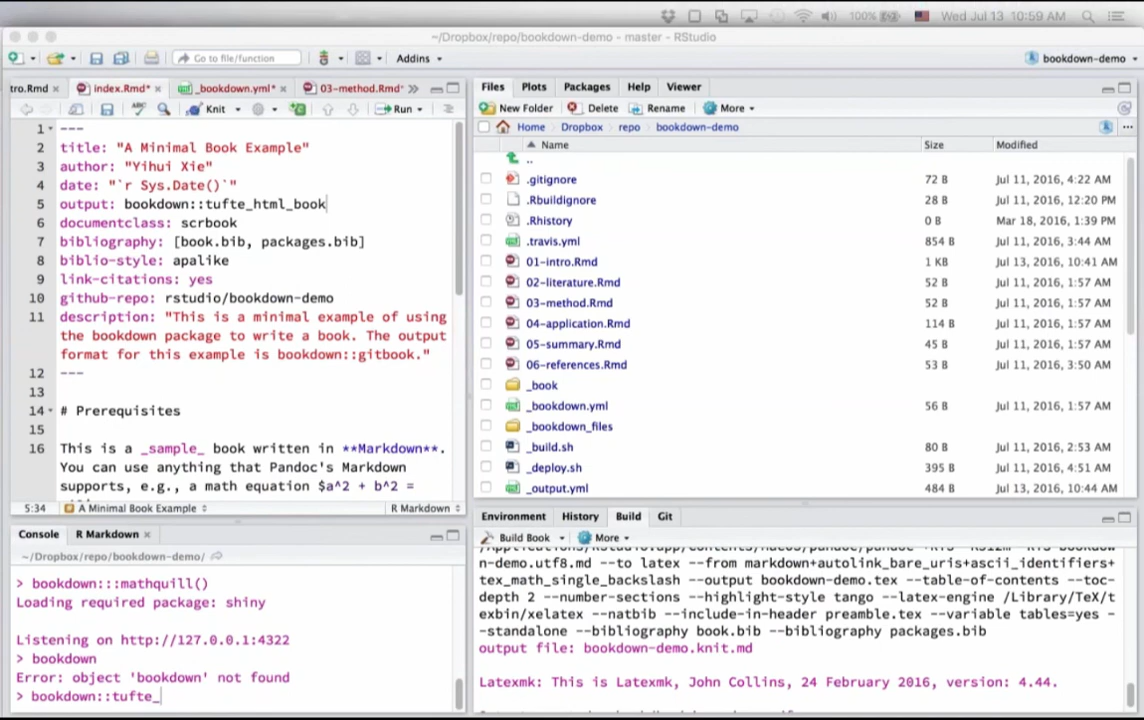 100%
Wed Jul 13 10:59 AM
~/Dropbox/repo/bookdown-demo - master - RStudio
Go to file/function
Addins
bookdown-demo
tro.Rmd
index.Rmd*
_bookdown.yml*
03-method.Rmd*
Knit
Run
1 ---
2 title: "A Minimal Book Example"
3 author: "Yihui Xie"
4 date: "`r Sys.Date()`"
5 output: bookdown::tufte_html_book
6 documentclass: scrbook
7 bibliography: [book.bib, packages.bib]
8 biblio-style: apalike
9 link-citations: yes
10 github-repo: rstudio/bookdown-demo
11 description: "This is a minimal example of using
the bookdown package to write a book. The output
format for this example is bookdown::gitbook."
12 ---
13
14 # Prerequisites
15
16 This is a _sample_ book written in **Markdown**.
You can use anything that Pandoc's Markdown
supports, e.g., a math equation $a^2 + b^2 =
5:34 A Minimal Book Example R Markdown
Console R Markdown
~/Dropbox/repo/bookdown-demo/
> bookdown:::mathquill()
Loading required package: shiny
Listening on http://127.0.0.1:4322
> bookdown
Error: object 'bookdown' not found
> bookdown::tufte_
Files Plots Packages Help Viewer
New Folder Delete Rename More
Home Dropbox repo bookdown-demo
Name Size Modified
..
.gitignore 72 B Jul 11, 2016, 4:22 AM
.Rbuildignore 28 B Jul 11, 2016, 12:20 PM
.Rhistory 0 B Mar 18, 2016, 1:39 PM
.travis.yml 854 B Jul 11, 2016, 3:44 AM
01-intro.Rmd 1 KB Jul 13, 2016, 10:41 AM
02-literature.Rmd 52 B Jul 11, 2016, 1:57 AM
03-method.Rmd 52 B Jul 11, 2016, 1:57 AM
04-application.Rmd 114 B Jul 11, 2016, 1:57 AM
05-summary.Rmd 45 B Jul 11, 2016, 1:57 AM
06-references.Rmd 53 B Jul 11, 2016, 3:50 AM
_book
_bookdown.yml 56 B Jul 11, 2016, 1:57 AM
_bookdown_files
_build.sh 80 B Jul 11, 2016, 2:53 AM
_deploy.sh 395 B Jul 11, 2016, 4:51 AM
_output.yml 484 B Jul 13, 2016, 10:44 AM
Environment History Build Git
Build Book More
n-demo.utf8.md --to latex --from markdown+autolink_bare_uris+ascii_identifiers+
tex_math_single_backslash --output bookdown-demo.tex --table-of-contents --toc-
depth 2 --number-sections --highlight-style tango --latex-engine /Library/TeX/t
exbin/xelatex --natbib --include-in-header preamble.tex --variable tables=yes -
-standalone --bibliography book.bib --bibliography packages.bib
output file: bookdown-demo.knit.md
Latexmk: This is Latexmk, John Collins, 24 February 2016, version: 4.44.